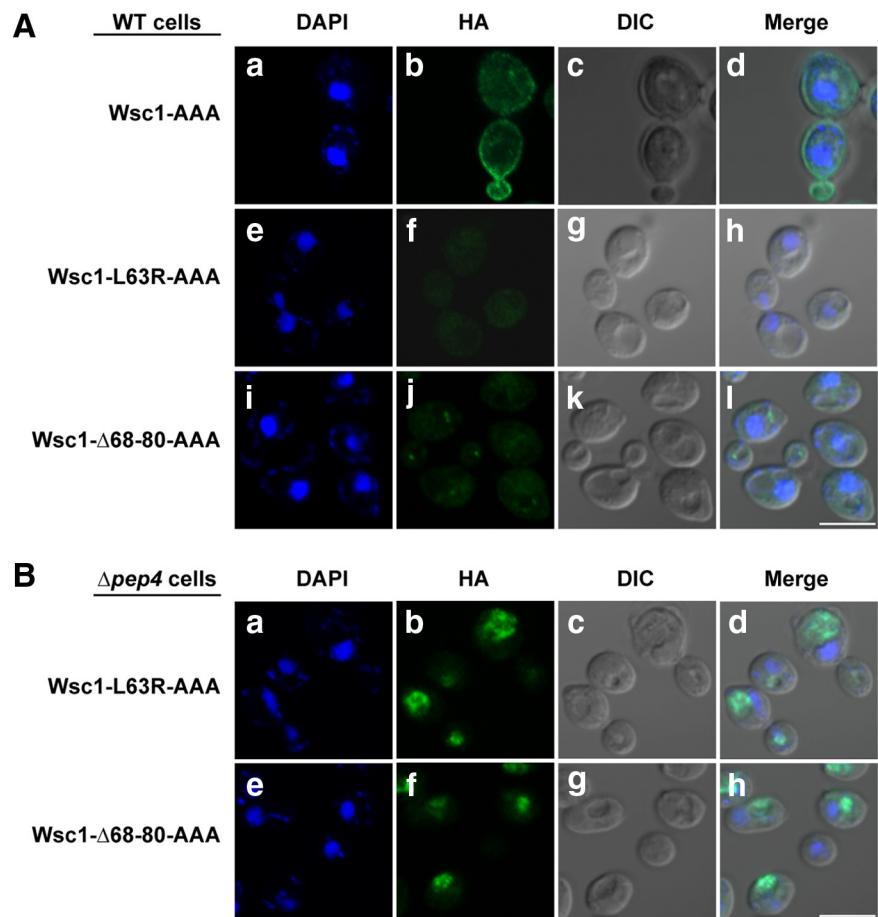 A WT cells DAPI HA DIC Merge
Wsc1-AAA a b c d
Wsc1-L63R-AAA e f g h
Wsc1-Δ68-80-AAA i j k l
B Δpep4 cells DAPI HA DIC Merge
Wsc1-L63R-AAA a b c d
Wsc1-Δ68-80-AAA e f g h